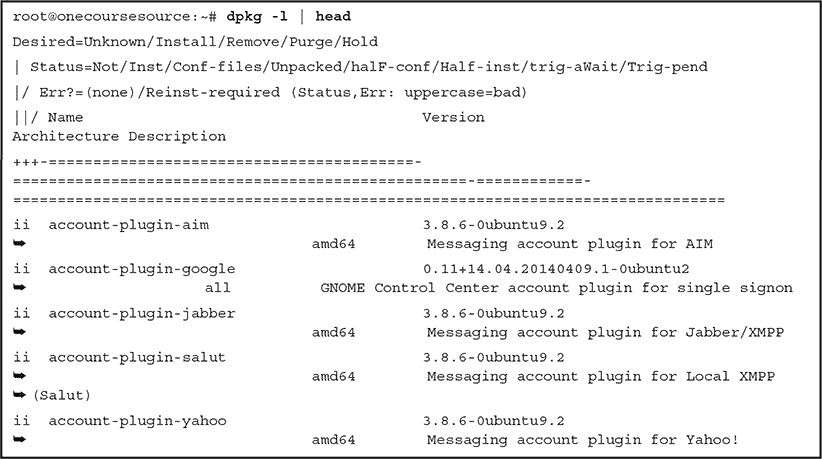 root@onecoursesource:~# dpkg -l | head
Desired=Unknown/Install/Remove/Purge/Hold
| Status=Not/Inst/Conf-files/Unpacked/halF-conf/Half-inst/trig-aWait/Trig-pend
|/ Err?=(none)/Reinst-required (Status,Err: uppercase=bad)
||/ Name Version
Architecture Description
+++-=========================================-
===================================================-============-
================================================================================
ii account-plugin-aim 3.8.6-0ubuntu9.2
➥ amd64 Messaging account plugin for AIM
ii account-plugin-google 0.11+14.04.20140409.1-0ubuntu2
➥ all GNOME Control Center account plugin for single signon
ii account-plugin-jabber 3.8.6-0ubuntu9.2
➥ amd64 Messaging account plugin for Jabber/XMPP
ii account-plugin-salut 3.8.6-0ubuntu9.2
➥ amd64 Messaging account plugin for Local XMPP
➥ (Salut)
ii account-plugin-yahoo 3.8.6-0ubuntu9.2
➥ amd64 Messaging account plugin for Yahoo!